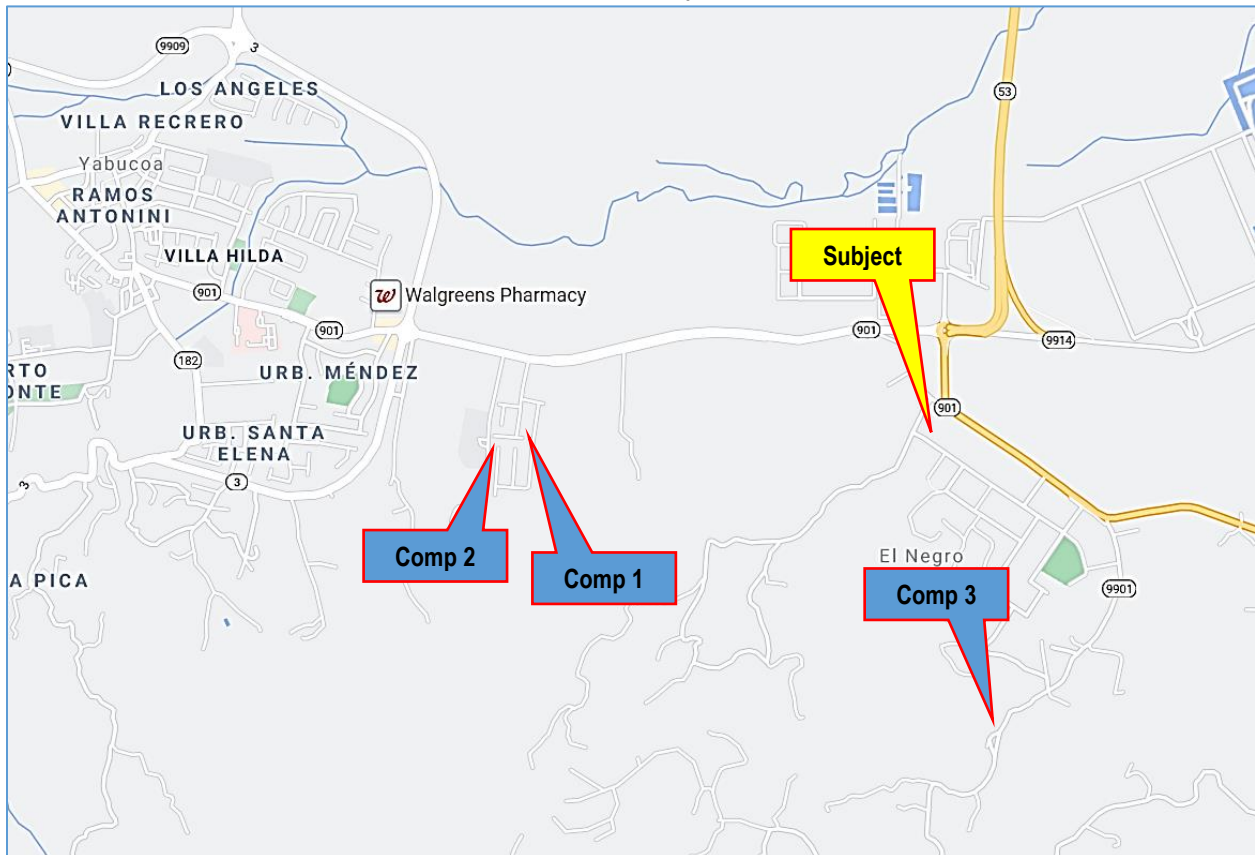 9909
3
LOS ANGELES
53
VILLA RECRERO
Yabucoa
RAMOS
ANTONINI
VILLA HILDA
Subject
901
Walgreens Pharmacy
901
901
9914
182
RTO
ONTE
URB. MÉNDEZ
901
URB. SANTA
ELENA
3
3
Comp 2
Comp 1
El Negro
A PICA
Comp 3
9901